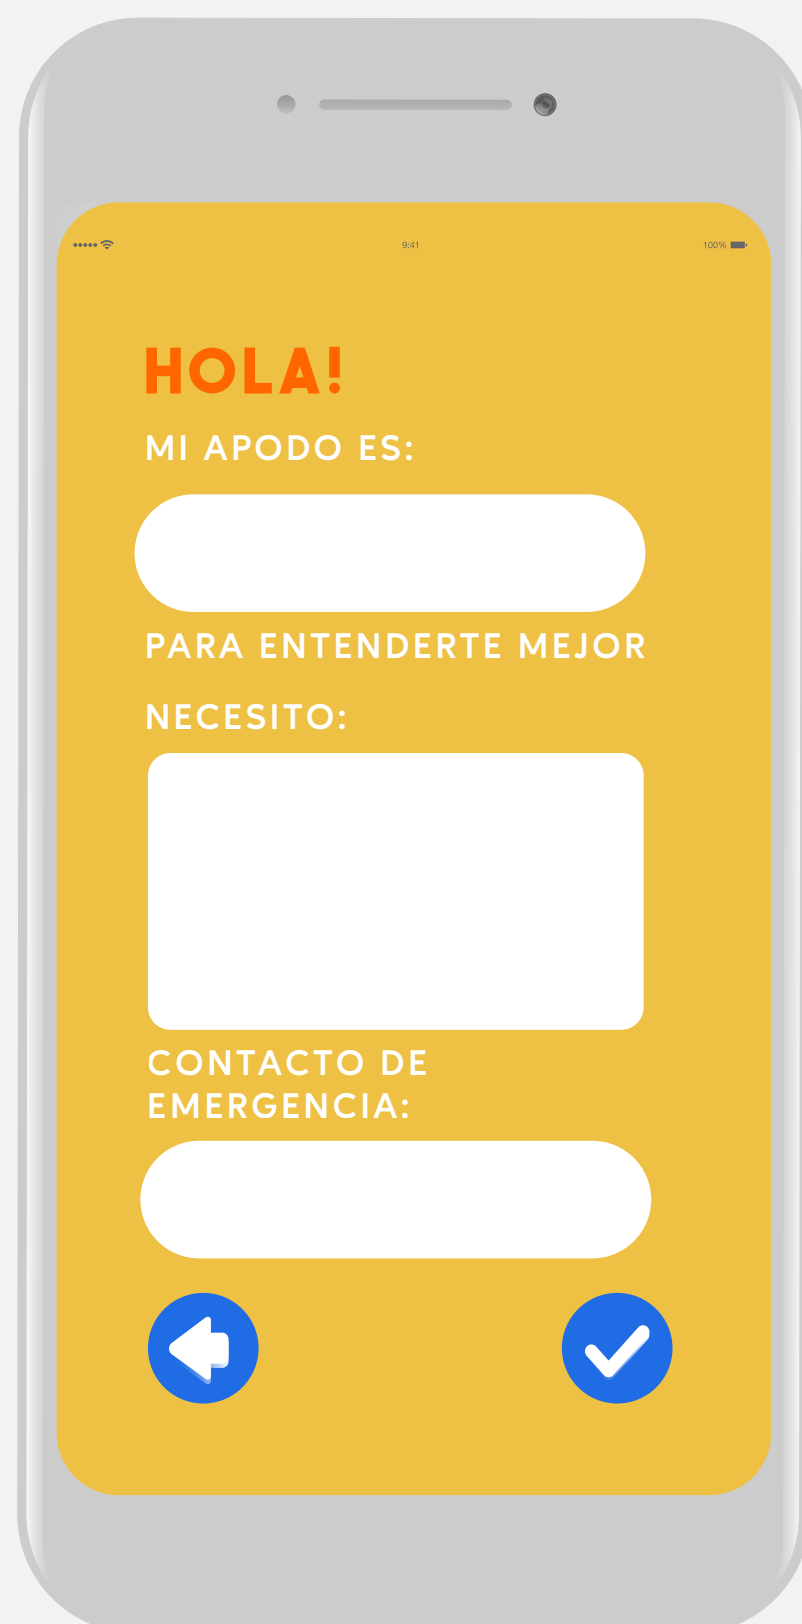 9:41
100%
HOLA!
MI APODO ES:
PARA ENTENDERTE MEJOR
NECESITO:
CONTACTO DE
EMERGENCIA: